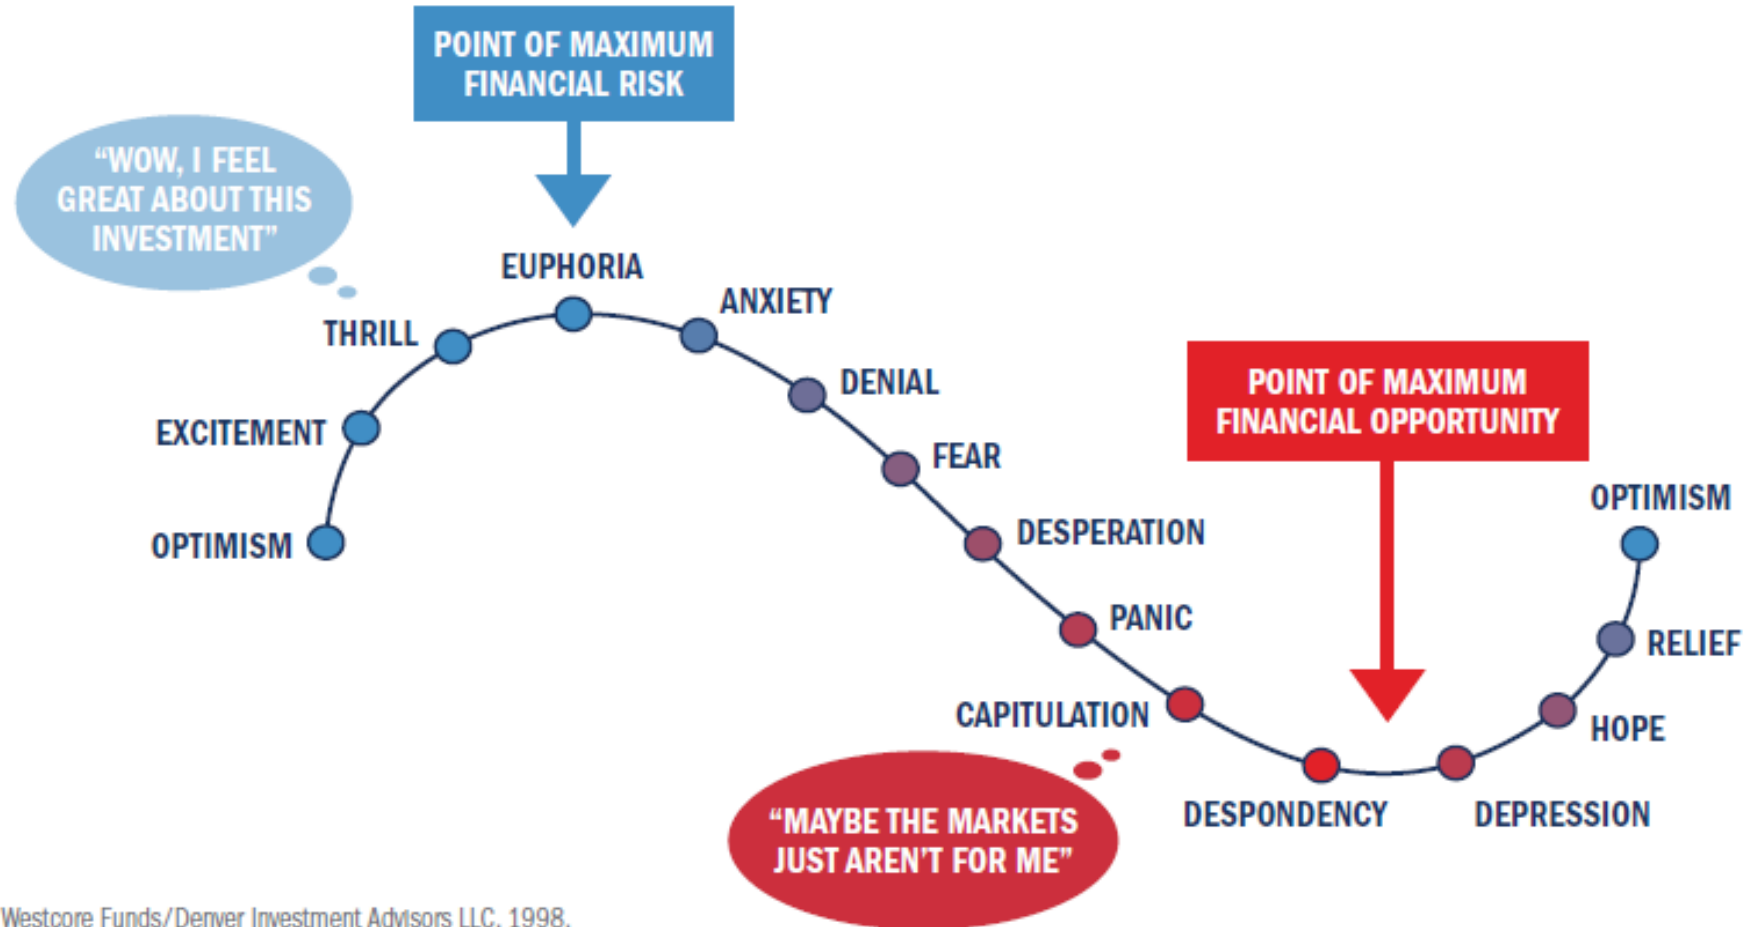 POINT OF MAXIMUM
FINANCIAL RISK
“WOW, I FEEL
GREAT ABOUT THIS
INVESTMENT”
EUPHORIA
ANXIETY
THRILL
DENIAL
EXCITEMENT
FEAR
OPTIMISM
DESPERATION
PANIC
POINT OF MAXIMUM
FINANCIAL OPPORTUNITY
OPTIMISM
RELIEF
CAPITULATION
HOPE
DESPONDENCY
DEPRESSION
“MAYBE THE MARKETS
JUST AREN’T FOR ME”
Westcore Funds/Denver Investment Advisors LLC, 1998.